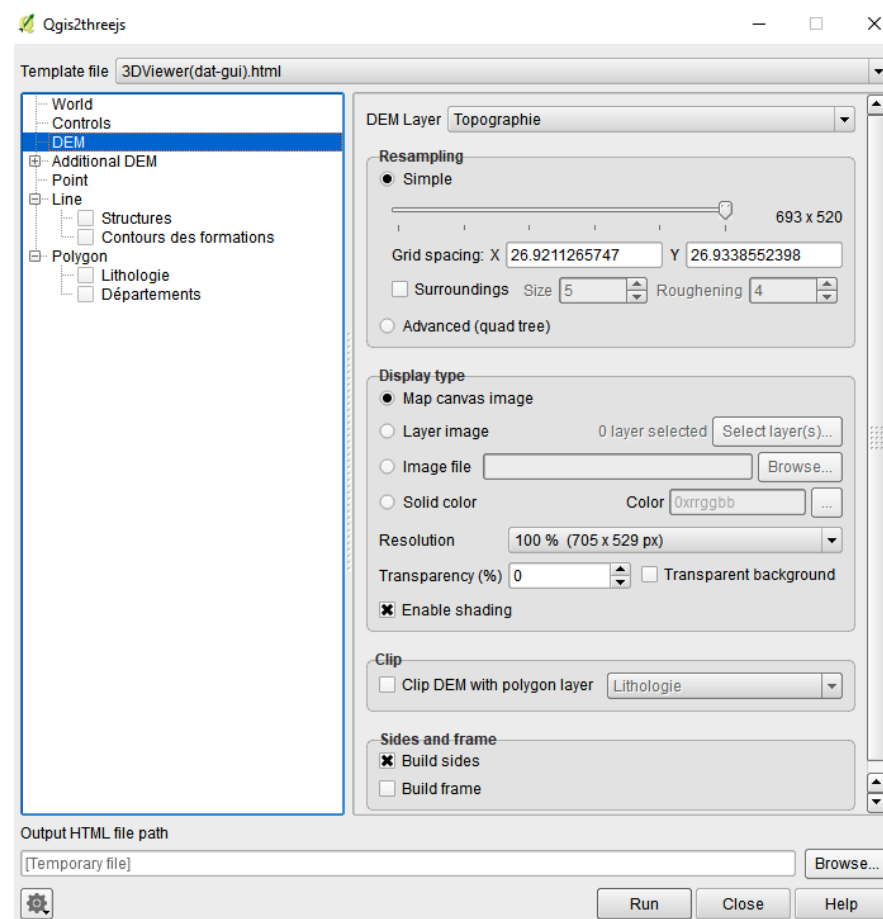 Qgis2threejs
Template file 3DViewer(dat-gui).html
World
Controls
DEM
Additional DEM
Point
Line
Structures
Contours des formations
Polygon
Lithologie
Départements
DEM Layer Topographie
Resampling
Simple
693 x 520
Grid spacing: X 26.9211265747 Y 26.9338552398
Surroundings Size 5 Roughening 4
Advanced (quad tree)
Display type
Map canvas image
Layer image 0 layer selected Select layer(s)...
Image file Browse...
Solid color Color 0xrrggbb ...
Resolution 100 % (705 x 529 px)
Transparency (%) 0 Transparent background
Enable shading
Clip
Clip DEM with polygon layer Lithologie
Sides and frame
Build sides
Build frame
Output HTML file path
[Temporary file] Browse...
Run Close Help